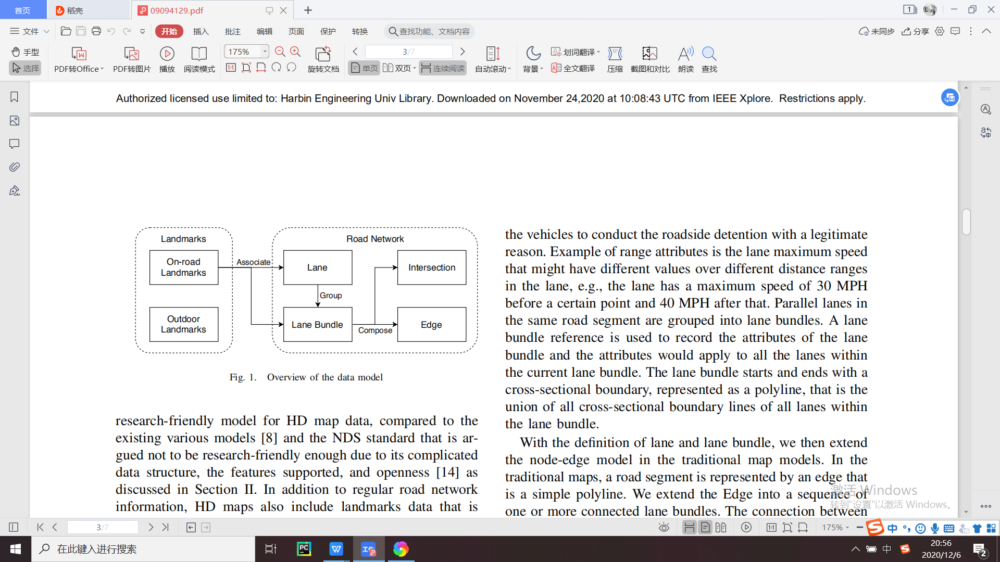 首页
稻壳
09094129.pdf
1
文件
开始
插入
批注
编辑
页面
保护
转换
查找功能、文档内容
未同步
分享
手型
选择
PDF转Office
PDF转图片
播放
阅读模式
175%
1:1
旋转文档
3/7
单页
双页
连续阅读
自动滚动
背景
划词翻译
全文翻译
压缩
截图和对比
朗读
查找
Authorized licensed use limited to: Harbin Engineering Univ Library. Downloaded on November 24,2020 at 10:08:43 UTC from IEEE Xplore. Restrictions apply.
Landmarks
On-road
Landmarks
Outdoor
Landmarks
Associate
Road Network
Lane
Group
Lane Bundle
Compose
Intersection
Edge
Fig. 1. Overview of the data model
research-friendly model for HD map data, compared to the
existing various models [8] and the NDS standard that is ar-
gued not to be research-friendly enough due to its complicated
data structure, the features supported, and openness [14] as
discussed in Section II. In addition to regular road network
information, HD maps also include landmarks data that is
the vehicles to conduct the roadside detention with a legitimate
reason. Example of range attributes is the lane maximum speed
that might have different values over different distance ranges
in the lane, e.g., the lane has a maximum speed of 30 MPH
before a certain point and 40 MPH after that. Parallel lanes in
the same road segment are grouped into lane bundles. A lane
bundle reference is used to record the attributes of the lane
bundle and the attributes would apply to all the lanes within
the current lane bundle. The lane bundle starts and ends with a
cross-sectional boundary, represented as a polyline, that is the
union of all cross-sectional boundary lines of all lanes within
the lane bundle.
With the definition of lane and lane bundle, we then extend
the node-edge model in the traditional map models. In the
traditional maps, a road segment is represented by an edge that
is a simple polyline. We extend the Edge into a sequence of
one or more connected lane bundles. The connection between
激活 Windows
转到“设置”以激活 Windows。
3/7
1:1
175%
中
在此键入进行搜索
PC
W
工作
中
20:56
2020/12/6
2